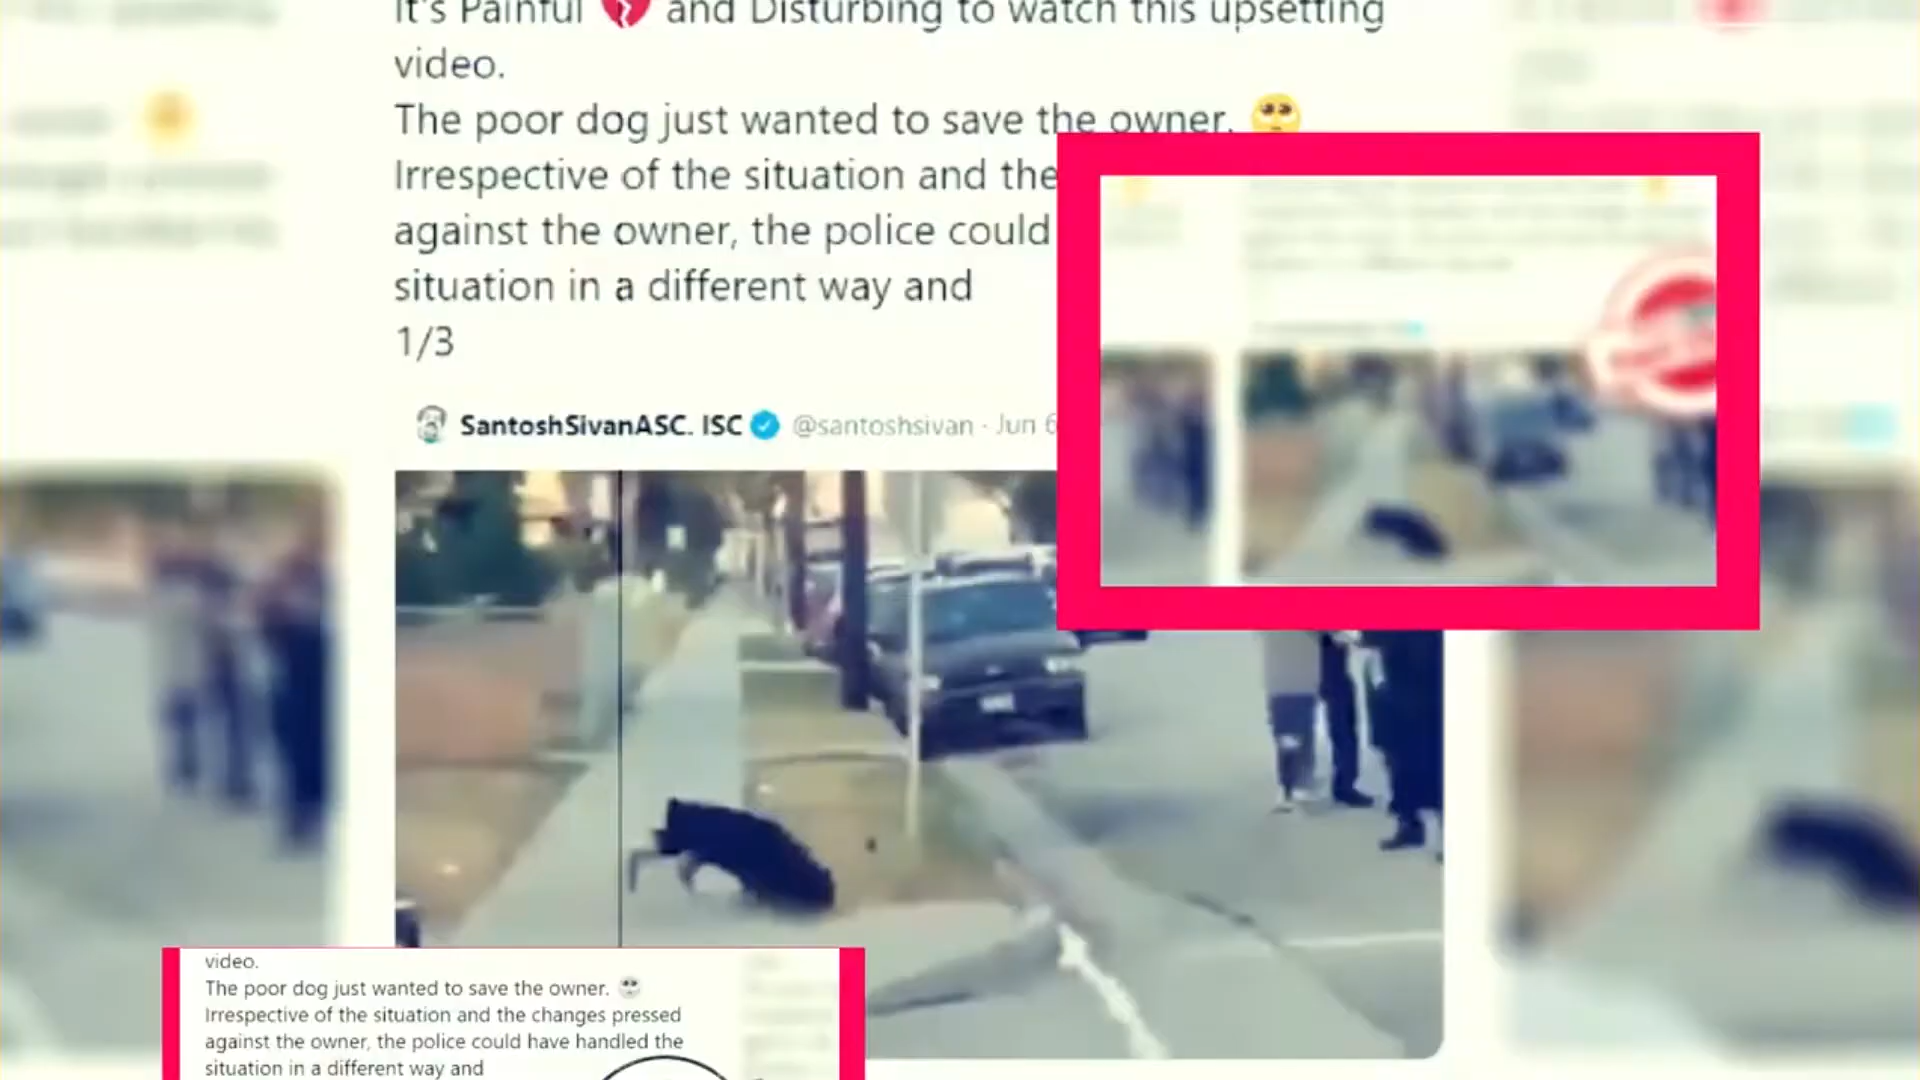 It's Painful 💔 and Disturbing to watch this upsetting
video.
The poor dog just wanted to save the owner. 🥺
Irrespective of the situation and the
against the owner, the police could
situation in a different way and
1/3
SantoshSivanASC. ISC @santoshsivan · Jun 6
video.
The poor dog just wanted to save the owner. 🥺
Irrespective of the situation and the changes pressed
against the owner, the police could have handled the
situation in a different way and